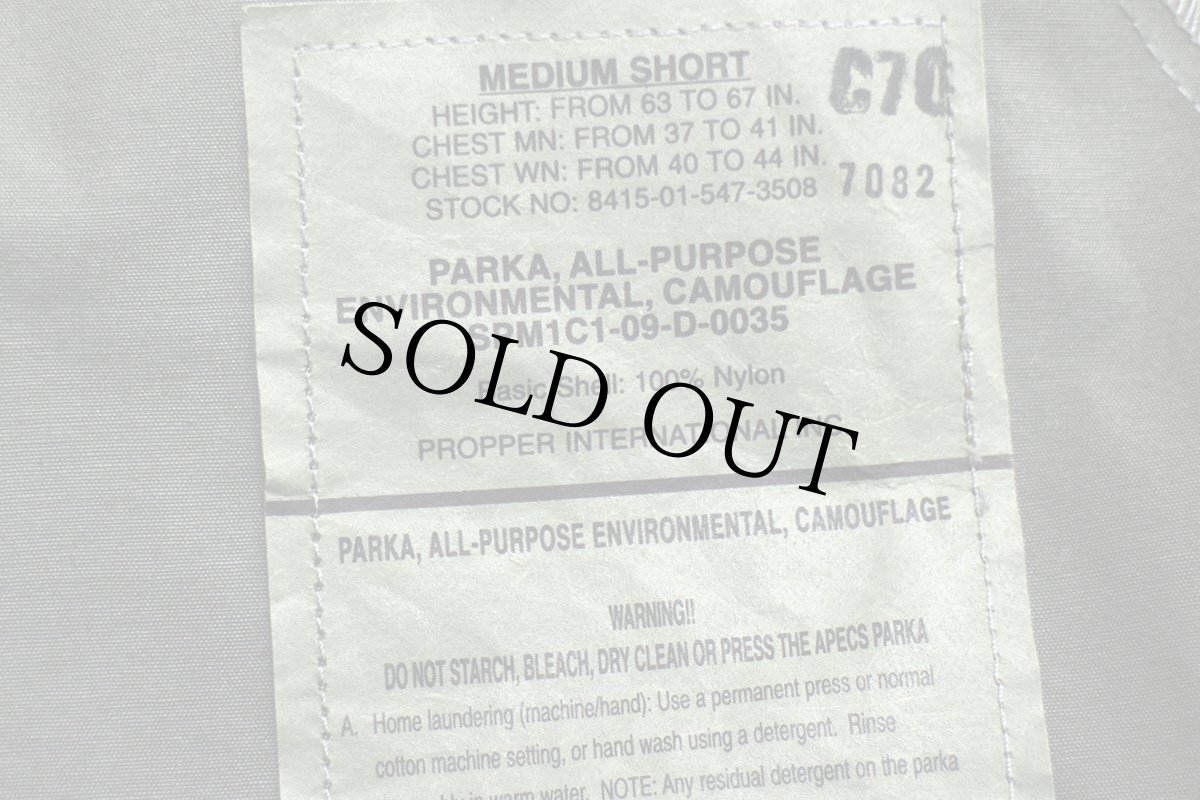 MEDIUM SHORT
C70
HEIGHT: FROM 63 TO 67 IN.
CHEST MN: FROM 37 TO 41 IN.
CHEST WN: FROM 40 TO 44 IN.
7082
STOCK NO: 8415-01-547-3508
PARKA, ALL-PURPOSE
ENVIRONMENTAL, CAMOUFLAGE
SPM1C1-09-D-0035
Basic Shell: 100% Nylon
PROPPER INTERNATIONAL INC
SOLD OUT
PARKA, ALL-PURPOSE ENVIRONMENTAL, CAMOUFLAGE
WARNING!!
DO NOT STARCH, BLEACH, DRY CLEAN OR PRESS THE APECS PARKA
A. Home laundering (machine/hand): Use a permanent press or normal
cotton machine setting, or hand wash using a detergent. Rinse
in warm water. NOTE: Any residual detergent on the parka